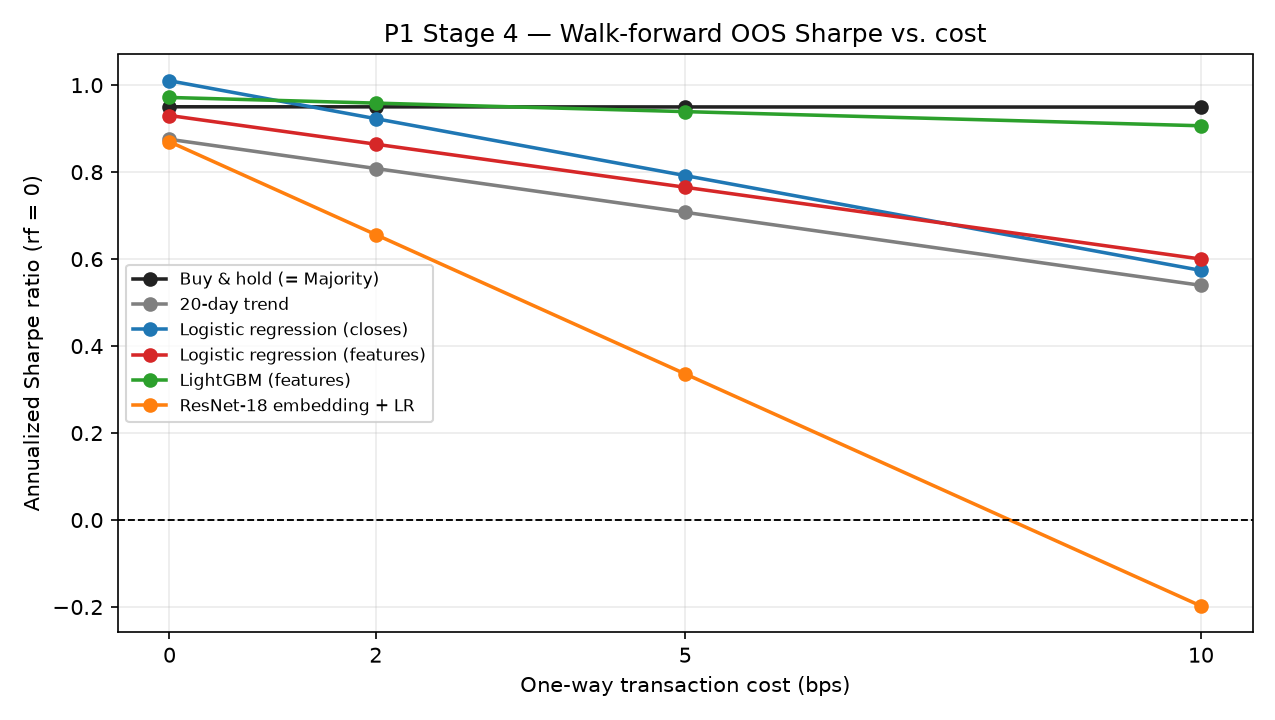 P1 Stage 4 — Walk-forward OOS Sharpe vs. cost
Annualized Sharpe ratio (rf = 0)
1.0
0.8
0.6
0.4
0.2
0.0
−0.2
Buy & hold (= Majority)
20-day trend
Logistic regression (closes)
Logistic regression (features)
LightGBM (features)
ResNet-18 embedding + LR
0 2 5 10
One-way transaction cost (bps)